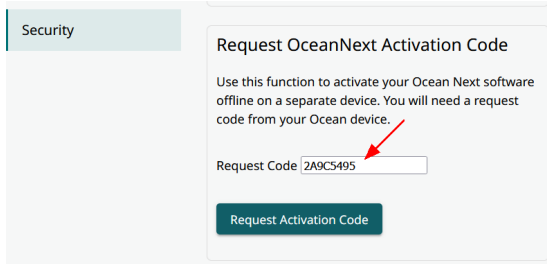 Security
Request OceanNext Activation Code
Use this function to activate your Ocean Next software
offline on a separate device. You will need a request
code from your Ocean device.
Request Code 2A9C5495
Request Activation Code